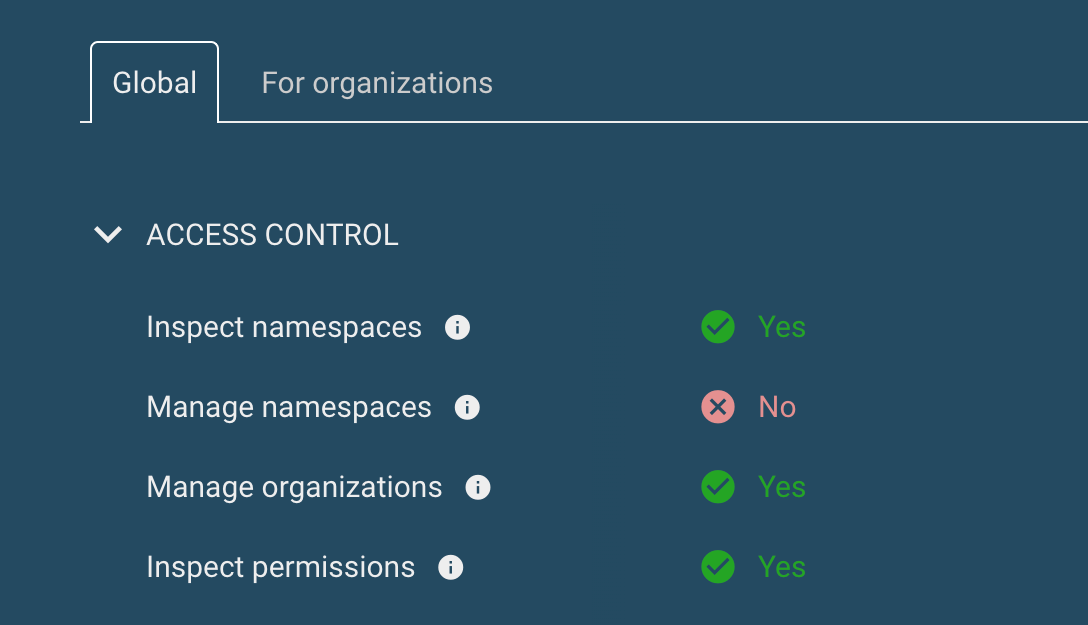 Global For organizations
ACCESS CONTROL
Inspect namespaces Yes
Manage namespaces No
Manage organizations Yes
Inspect permissions Yes